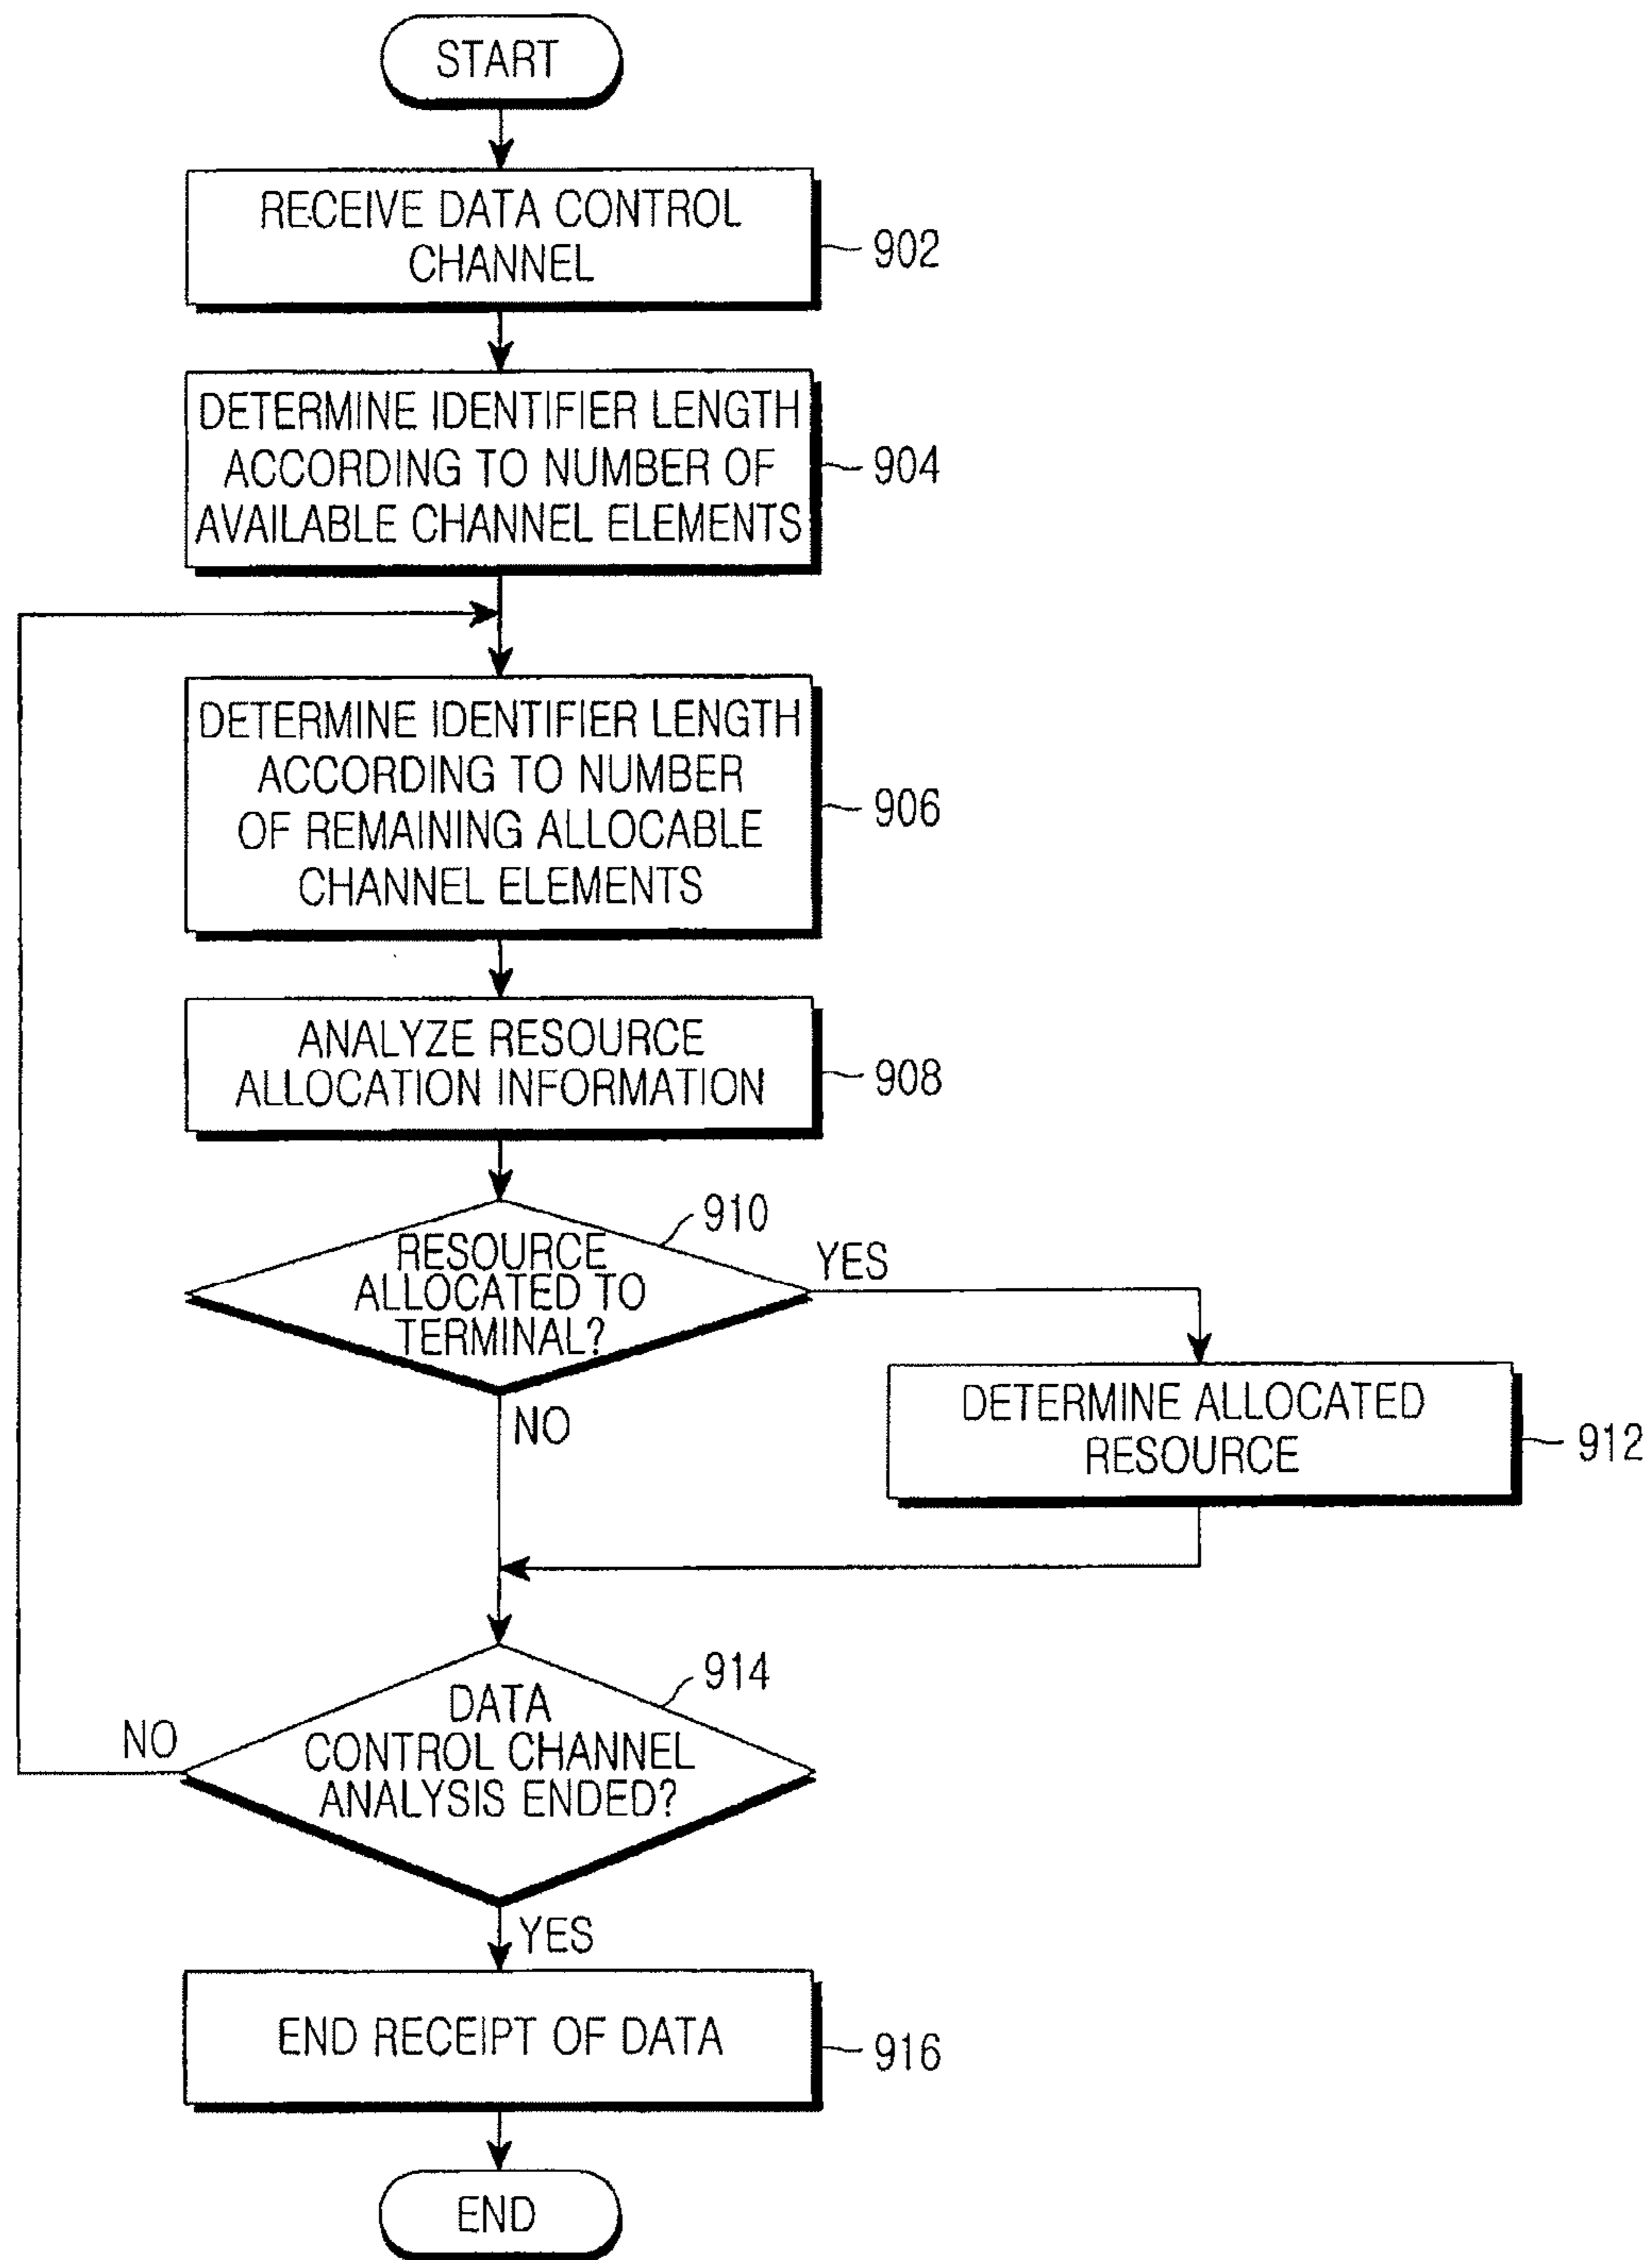 START
RECEIVE DATA CONTROL
CHANNEL
902
DETERMINE IDENTIFIER LENGTH
ACCORDING TO NUMBER OF
AVAILABLE CHANNEL ELEMENTS
904
DETERMINE IDENTIFIER LENGTH
ACCORDING TO NUMBER
OF REMAINING ALLOCABLE
CHANNEL ELEMENTS
906
ANALYZE RESOURCE
ALLOCATION INFORMATION
908
910
RESOURCE
ALLOCATED TO
TERMINAL?
YES
NO
DETERMINE ALLOCATED
RESOURCE
912
914
DATA
CONTROL CHANNEL
ANALYSIS ENDED?
NO
YES
END RECEIPT OF DATA
916
END